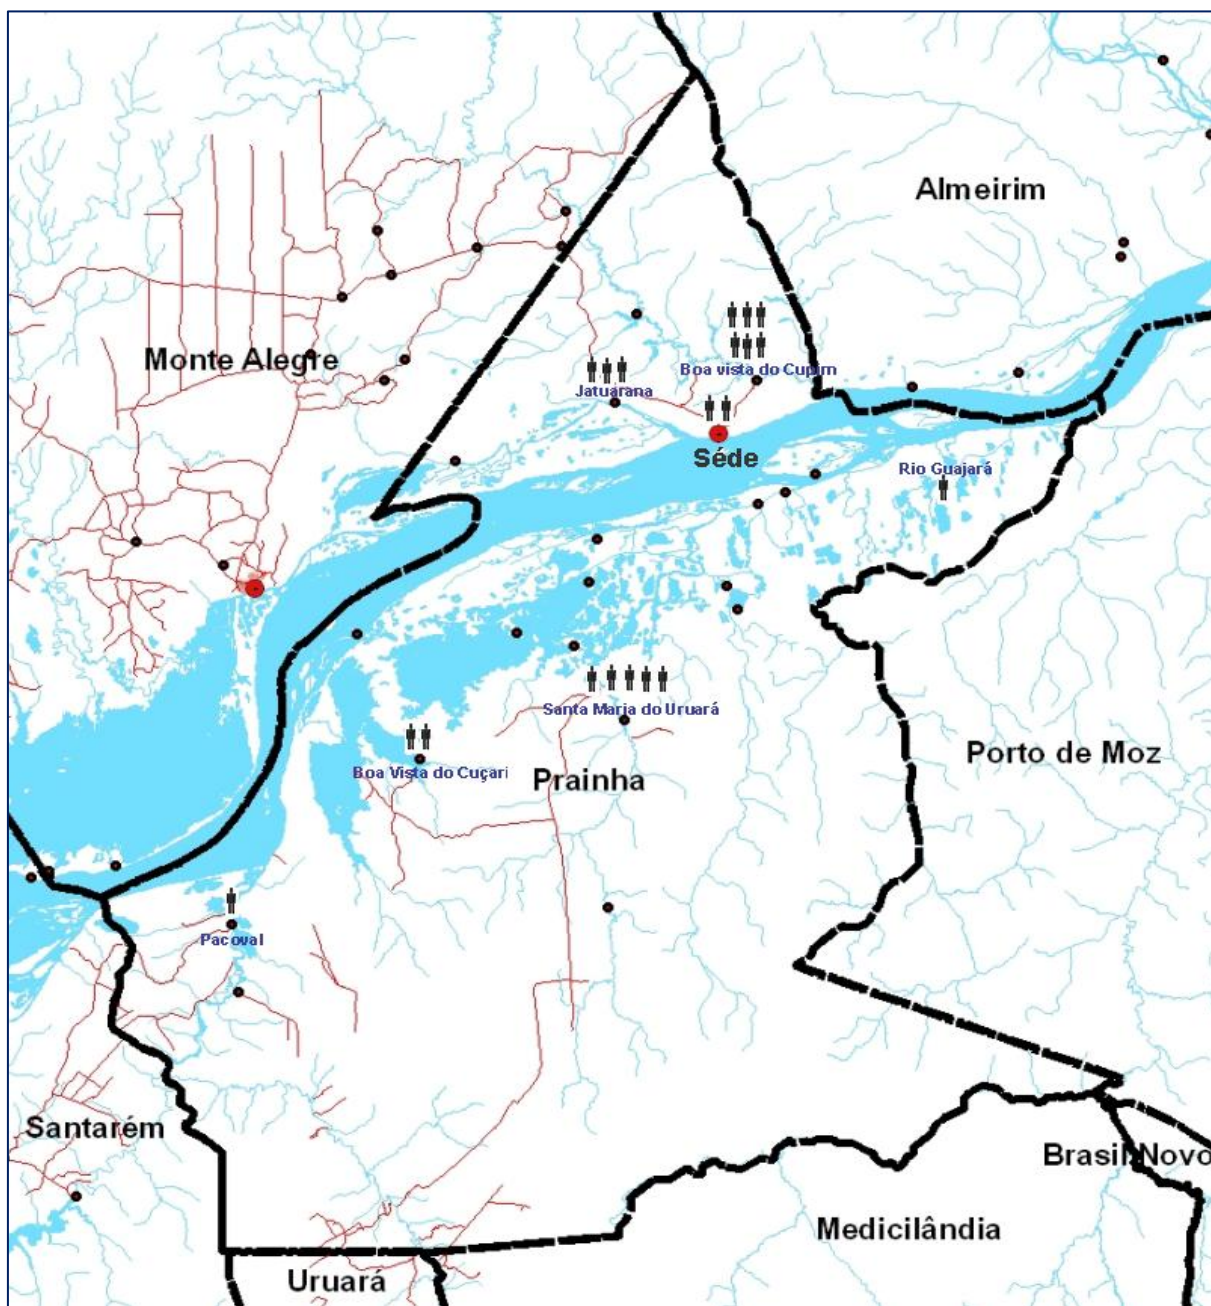 Almeirim
Monte Alegre
Boa vista do Cupim
Jatuarana
Séde
Rio Guajará
Santa Maria do Uruará
Porto de Moz
Boa Vista do Cuçari
Prainha
Pacoval
Santarém
Brasil Novo
Medicilândia
Uruará